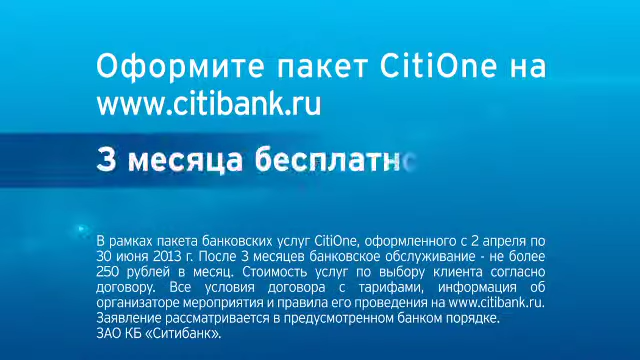 Оформите пакет CitiOne на
www.citibank.ru
3 месяца бесплатно
В рамках пакета банковских услуг CitiOne, оформленного с 2 апреля по
30 июня 2013 г. После 3 месяцев банковское обслуживание - не более
250 рублей в месяц. Стоимость услуг по выбору клиента согласно
договору. Все условия договора с тарифами, информация об
организаторе мероприятия и правила его проведения на www.citibank.ru.
Заявление рассматривается в предусмотренном банком порядке.
ЗАО КБ «Ситибанк».